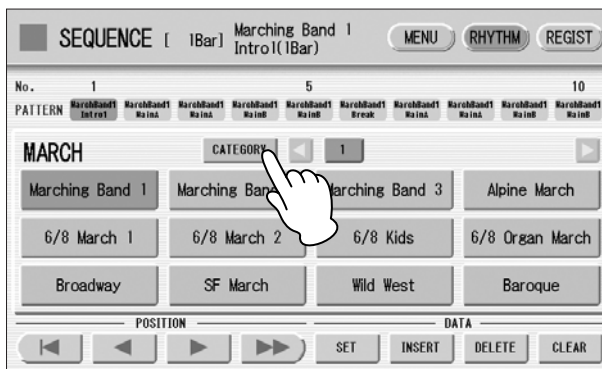 SEQUENCE [ 1Bar] Marching Band 1 MENU RHYTHM REGIST
Intro1(1Bar)
No. 1 5 10
PATTERN MarchBand1 MarchBand1 MarchBand1 MarchBand1 MarchBand1 MarchBand1 MarchBand1 MarchBand1 MarchBand1 MarchBand1
Intro1 MainA MainA MainB MainB Break MainA MainA MainB MainB
MARCH CATEGORY 1
Marching Band 1 Marching Marching Band 3 Alpine March
6/8 March 1 6/8 March 2 6/8 Kids 6/8 Organ March
Broadway SF March Wild West Baroque
POSITION DATA
SET INSERT DELETE CLEAR